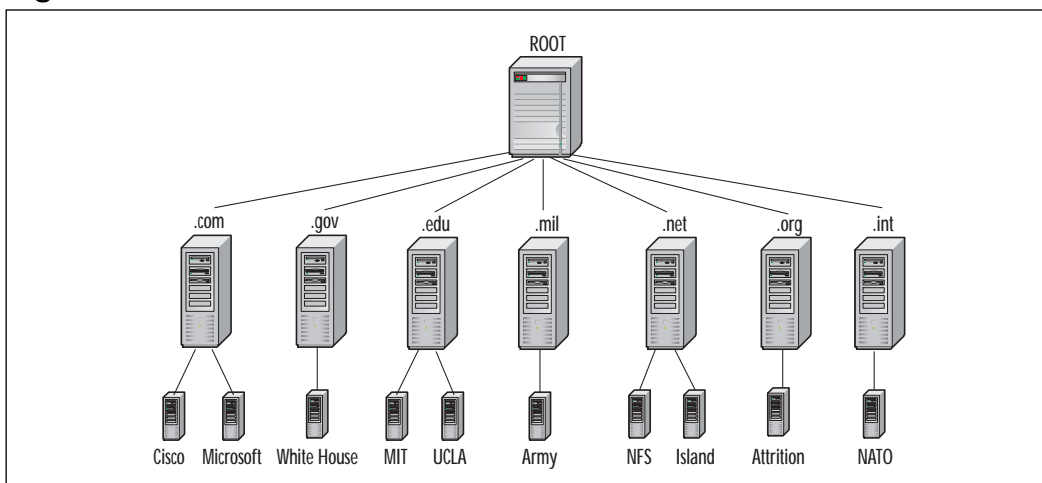 ROOT
.com .gov .edu .mil .net .org .int
Cisco Microsoft White House MIT UCLA Army NFS Island Attrition NATO